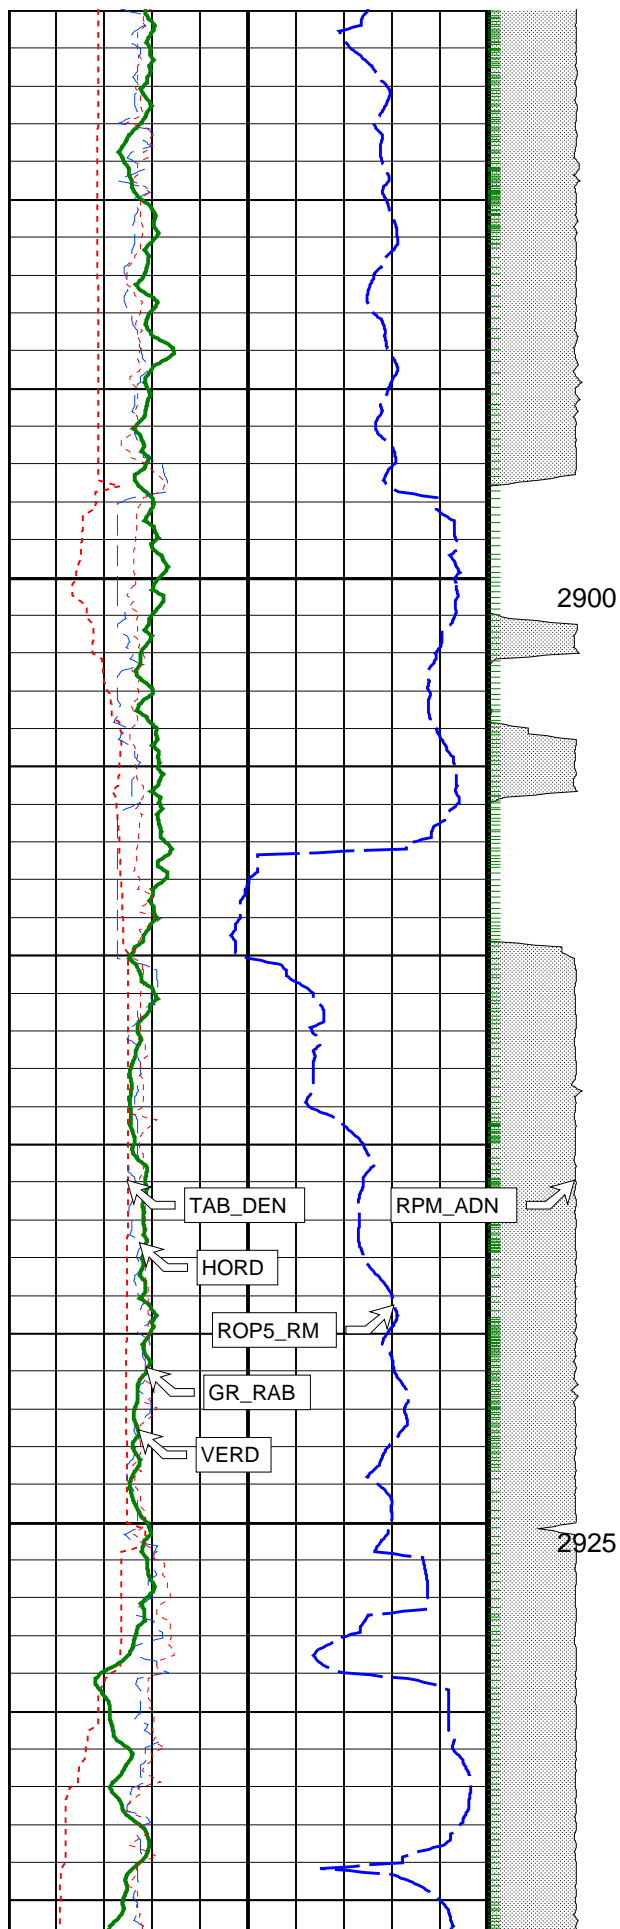 2900
TAB_DEN
RPM_ADN
HORD
ROP5_RM
GR_RAB
VERD
2925